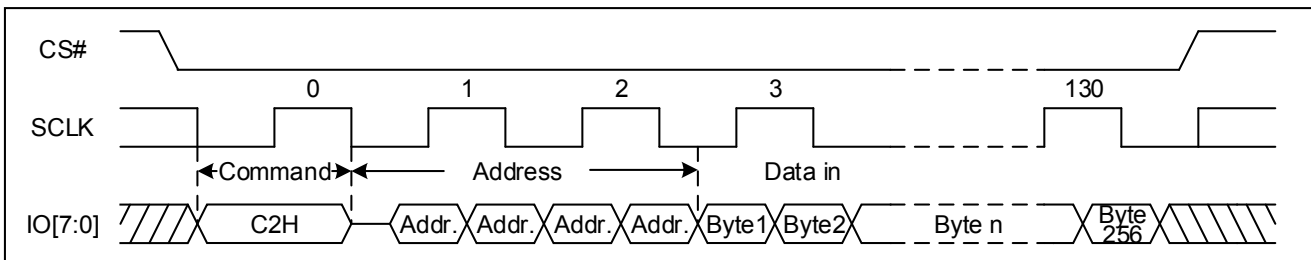 CS#
0 1 2 3 130
SCLK
Command Address Data in
IO[7:0] C2H Addr. Addr. Addr. Addr. Byte1 Byte2 Byte n Byte 256